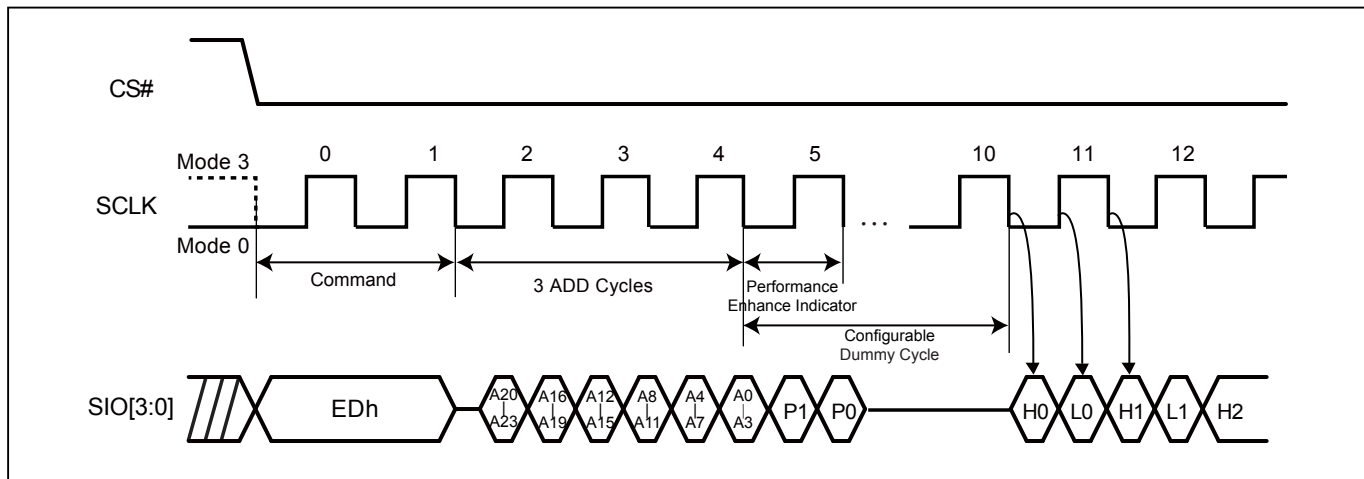 CS#
Mode 3
0 1 2 3 4 5 10 11 12
SCLK
...
Mode 0
Command
3 ADD Cycles
Performance
Enhance Indicator
Configurable
Dummy Cycle
SIO[3:0]
EDh
A20
|
A23
A16
|
A19
A12
|
A15
A8
|
A11
A4
|
A7
A0
|
A3
P1
P0
H0
L0
H1
L1
H2